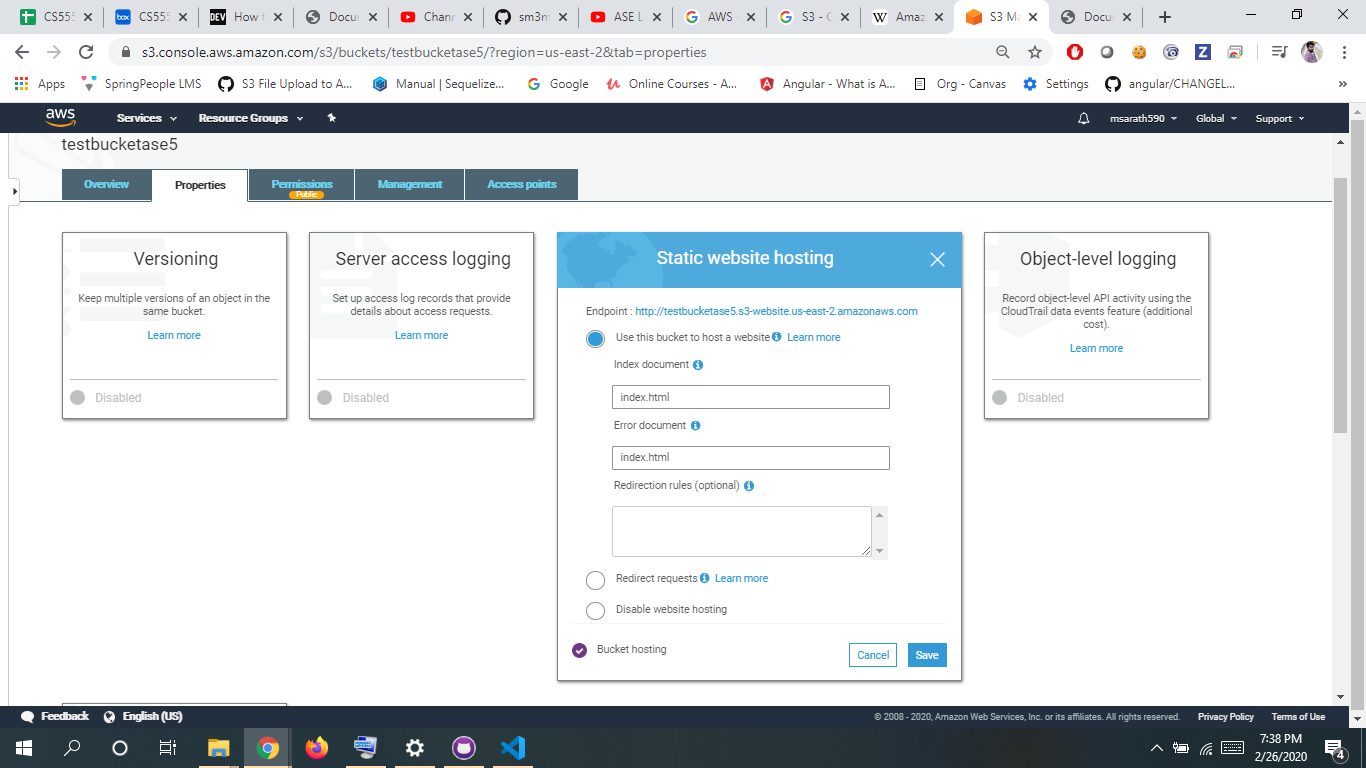 CS555
CS555
DEV
How t
Docun
Chann
sm3m
ASE L
AWS -
S3 - G
W
Amaz
S3 Ma
Docun
s3.console.aws.amazon.com/s3/buckets/testbucketase5/?region=us-east-2&tab=properties
Apps
SpringPeople LMS
S3 File Upload to A...
Manual | Sequelize...
Google
Online Courses - A...
Angular - What is A...
Org - Canvas
Settings
angular/CHANGEL...
aws
Services
Resource Groups
msarath590
Global
Support
testbucketase5
Overview
Properties
Permissions
Public
Management
Access points
Versioning
Keep multiple versions of an object in the
same bucket.
Learn more
Disabled
Server access logging
Set up access log records that provide
details about access requests.
Learn more
Disabled
Static website hosting
Endpoint : http://testbucketase5.s3-website.us-east-2.amazonaws.com
Use this bucket to host a website Learn more
Index document
index.html
Error document
index.html
Redirection rules (optional)
Redirect requests Learn more
Disable website hosting
Bucket hosting
Cancel
Save
Object-level logging
Record object-level API activity using the
CloudTrail data events feature (additional
cost).
Learn more
Disabled
Feedback
English (US)
© 2008 - 2020, Amazon Web Services, Inc. or its affiliates. All rights reserved.
Privacy Policy
Terms of Use
7:38 PM
2/26/2020
4